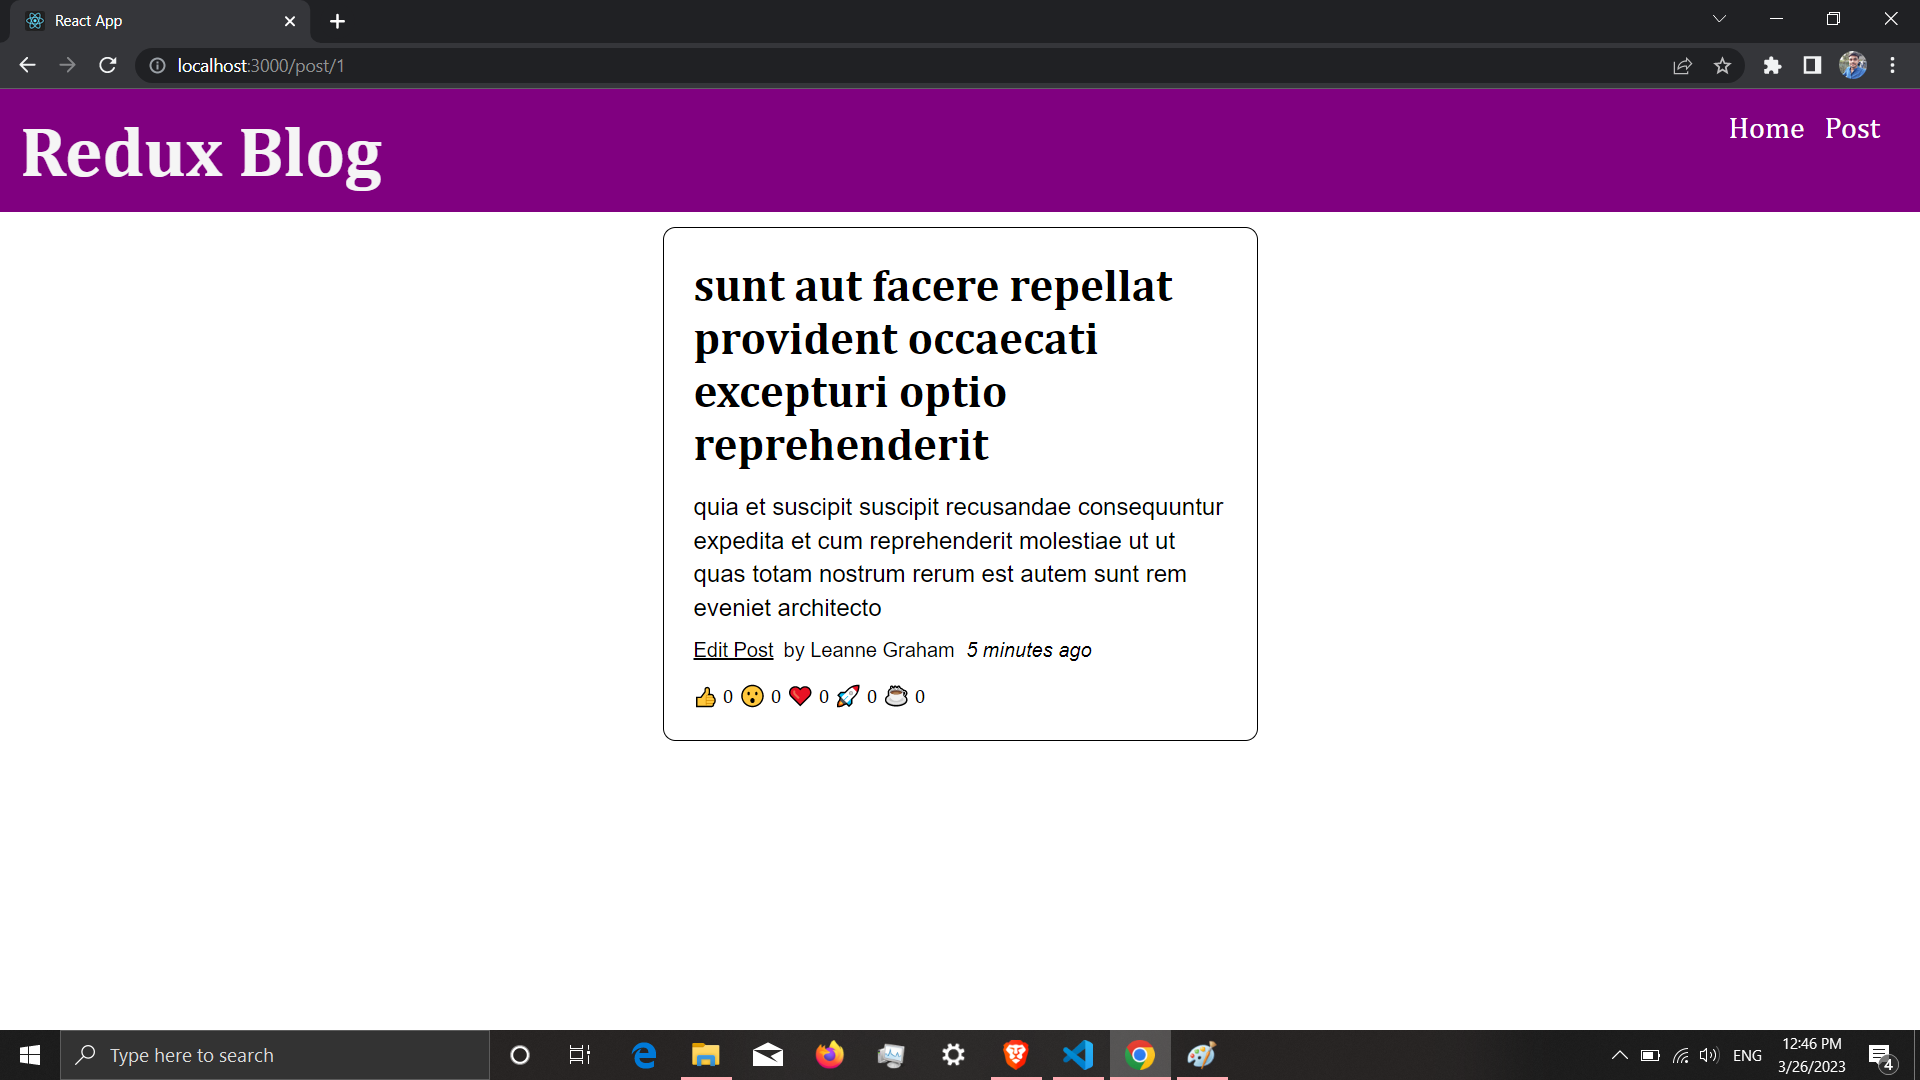 React App
localhost:3000/post/1
Redux Blog
Home Post
sunt aut facere repellat
provident occaecati
excepturi optio
reprehenderit
quia et suscipit suscipit recusandae consequuntur
expedita et cum reprehenderit molestiae ut ut
quas totam nostrum rerum est autem sunt rem
eveniet architecto
Edit Post by Leanne Graham 5 minutes ago
👍 0 😮 0 ❤️ 0 🚀 0 ☕ 0
Type here to search
ENG
12:46 PM
3/26/2023
4